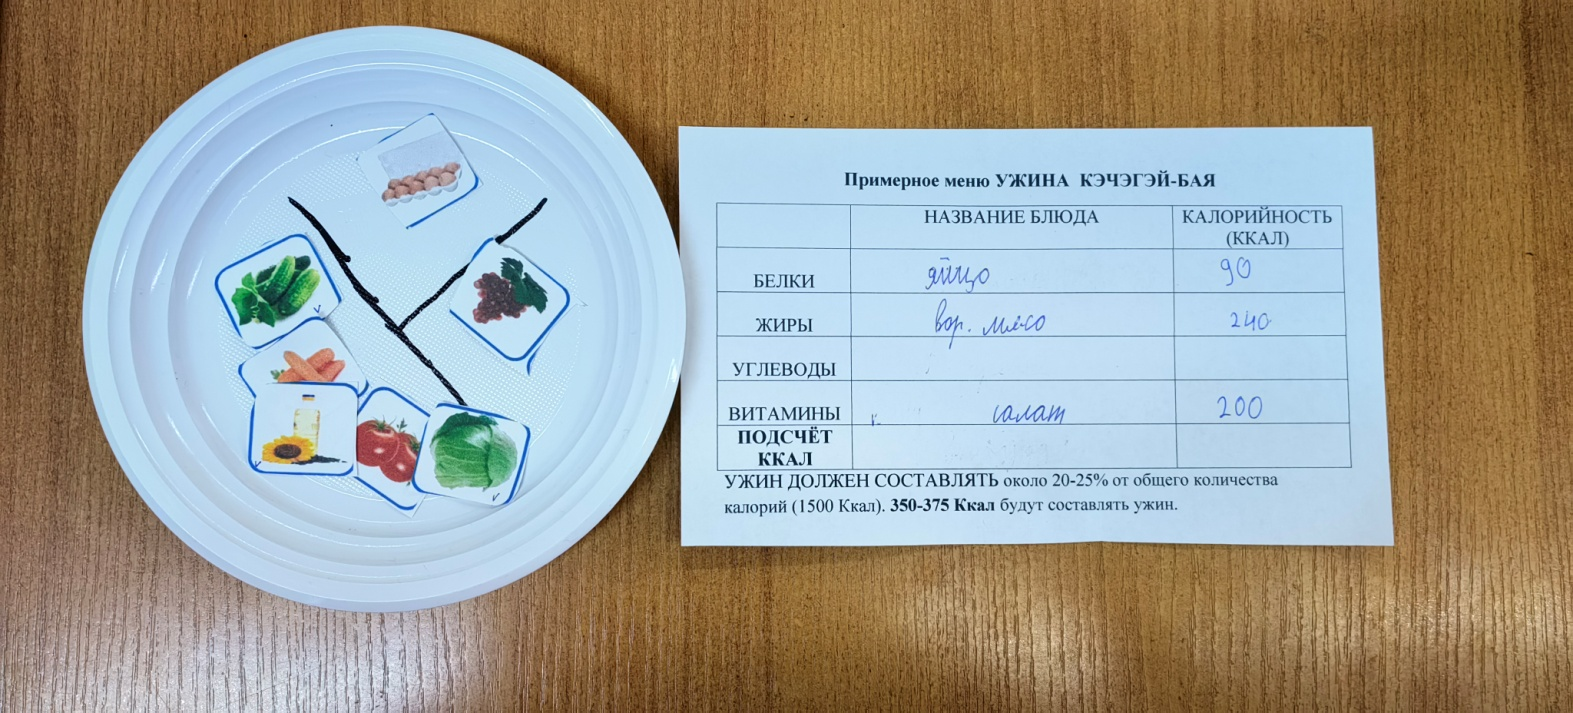 Примерное меню УЖИНА КЭЧЭГЭЙ-БАЯ
НАЗВАНИЕ БЛЮДА КАЛОРИЙНОСТЬ (ККАЛ)
БЕЛКИ яйцо 90
ЖИРЫ вар. мясо 240
УГЛЕВОДЫ
ВИТАМИНЫ салат 200
ПОДСЧЁТ ККАЛ
УЖИН ДОЛЖЕН СОСТАВЛЯТЬ около 20-25% от общего количества
калорий (1500 Ккал). 350-375 Ккал будут составлять ужин.